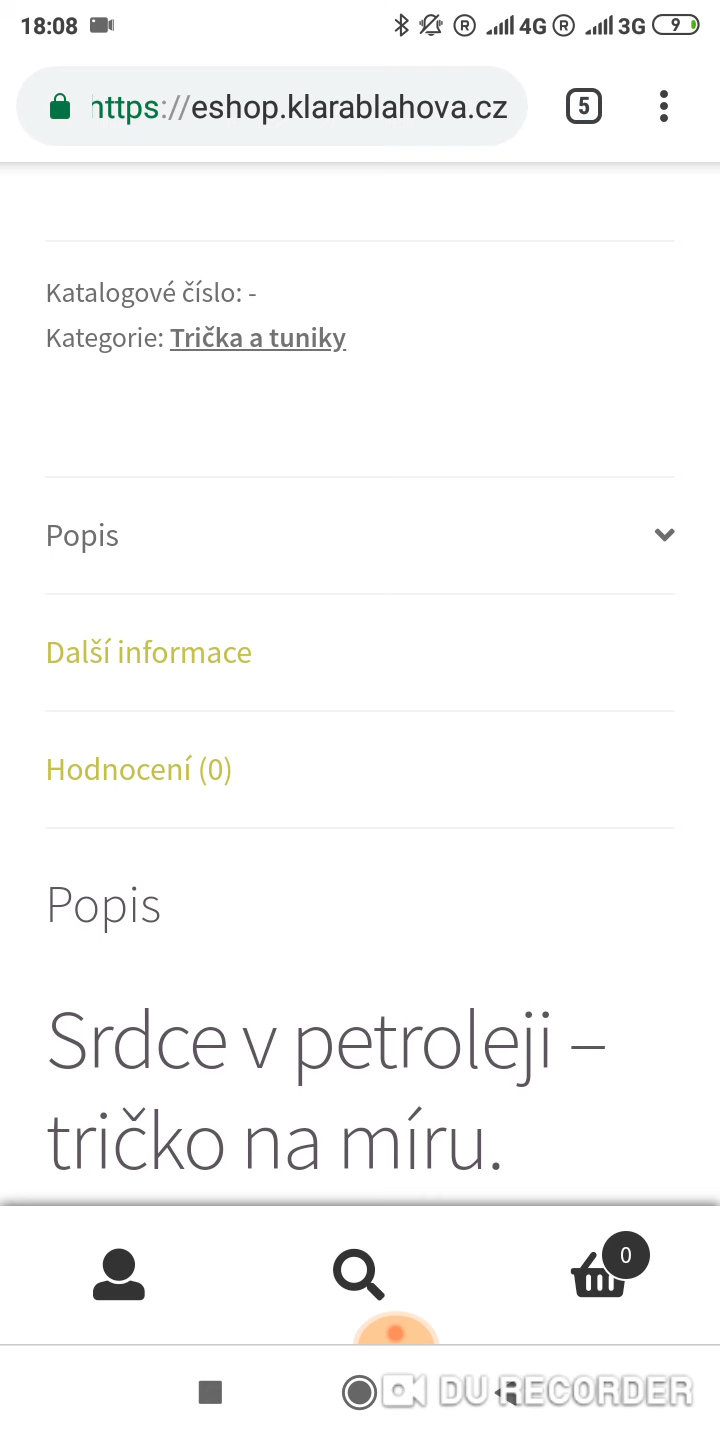 18:08 ® 4G ® 3G 9
https://eshop.klarablahova.cz 5
Katalogové číslo: -
Kategorie: Trička a tuniky
Popis
Další informace
Hodnocení (0)
Popis
Srdce v petroleji –
tričko na míru.
0
DU RECORDER